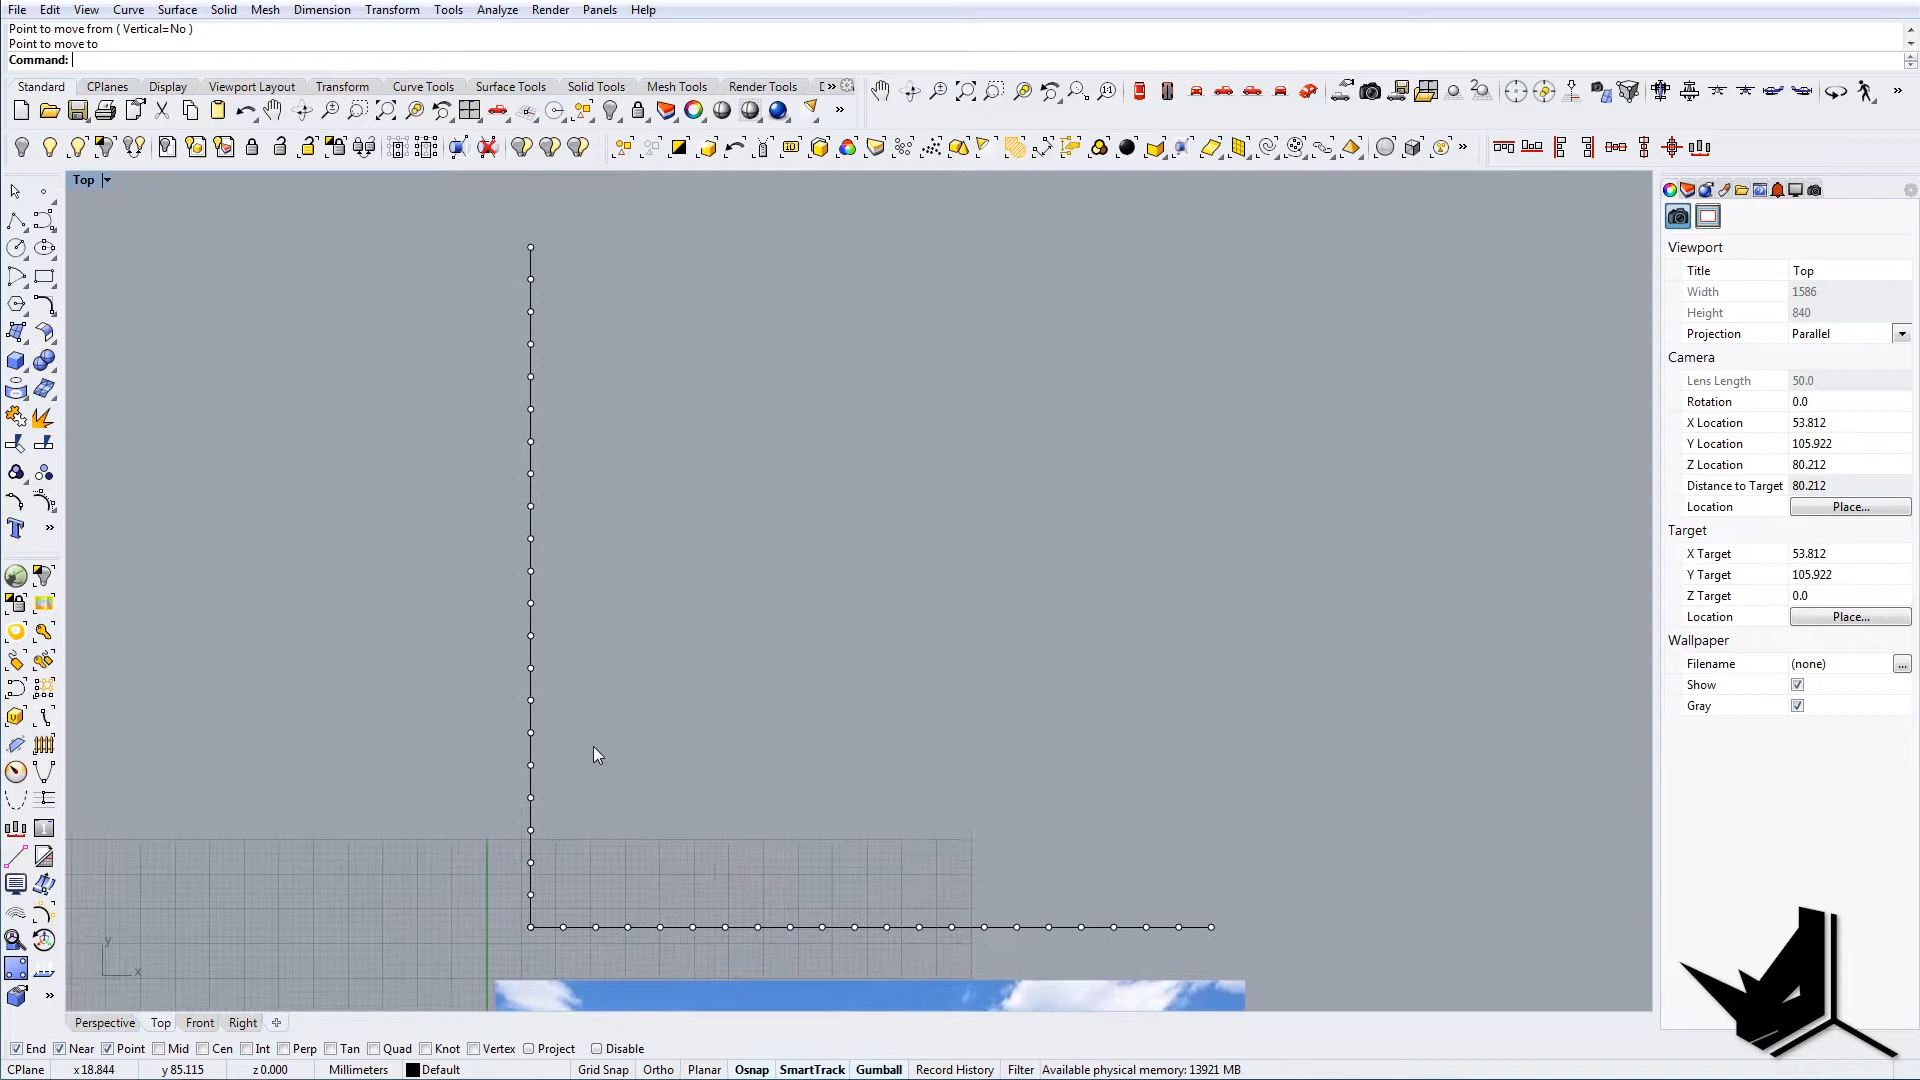 File Edit View Curve Surface Solid Mesh Dimension Transform Tools Analyze Render Panels Help
Point to move from ( Vertical=No )
Point to move to
Command:
Standard CPlanes Display Viewport Layout Transform Curve Tools Surface Tools Solid Tools Mesh Tools Render Tools
Top
Viewport
Title Top
Width 1586
Height 840
Projection Parallel
Camera
Lens Length 50.0
Rotation 0.0
X Location 53.812
Y Location 105.922
Z Location 80.212
Distance to Target 80.212
Location Place...
Target
X Target 53.812
Y Target 105.922
Z Target 0.0
Location Place...
Wallpaper
Filename (none) ...
Show
Gray
y
x
Perspective Top Front Right
End Near Point Mid Cen Int Perp Tan Quad Knot Vertex Project Disable
CPlane x 18.844 y 85.115 z 0.000 Millimeters Default Grid Snap Ortho Planar Osnap SmartTrack Gumball Record History Filter Available physical memory: 13921 MB